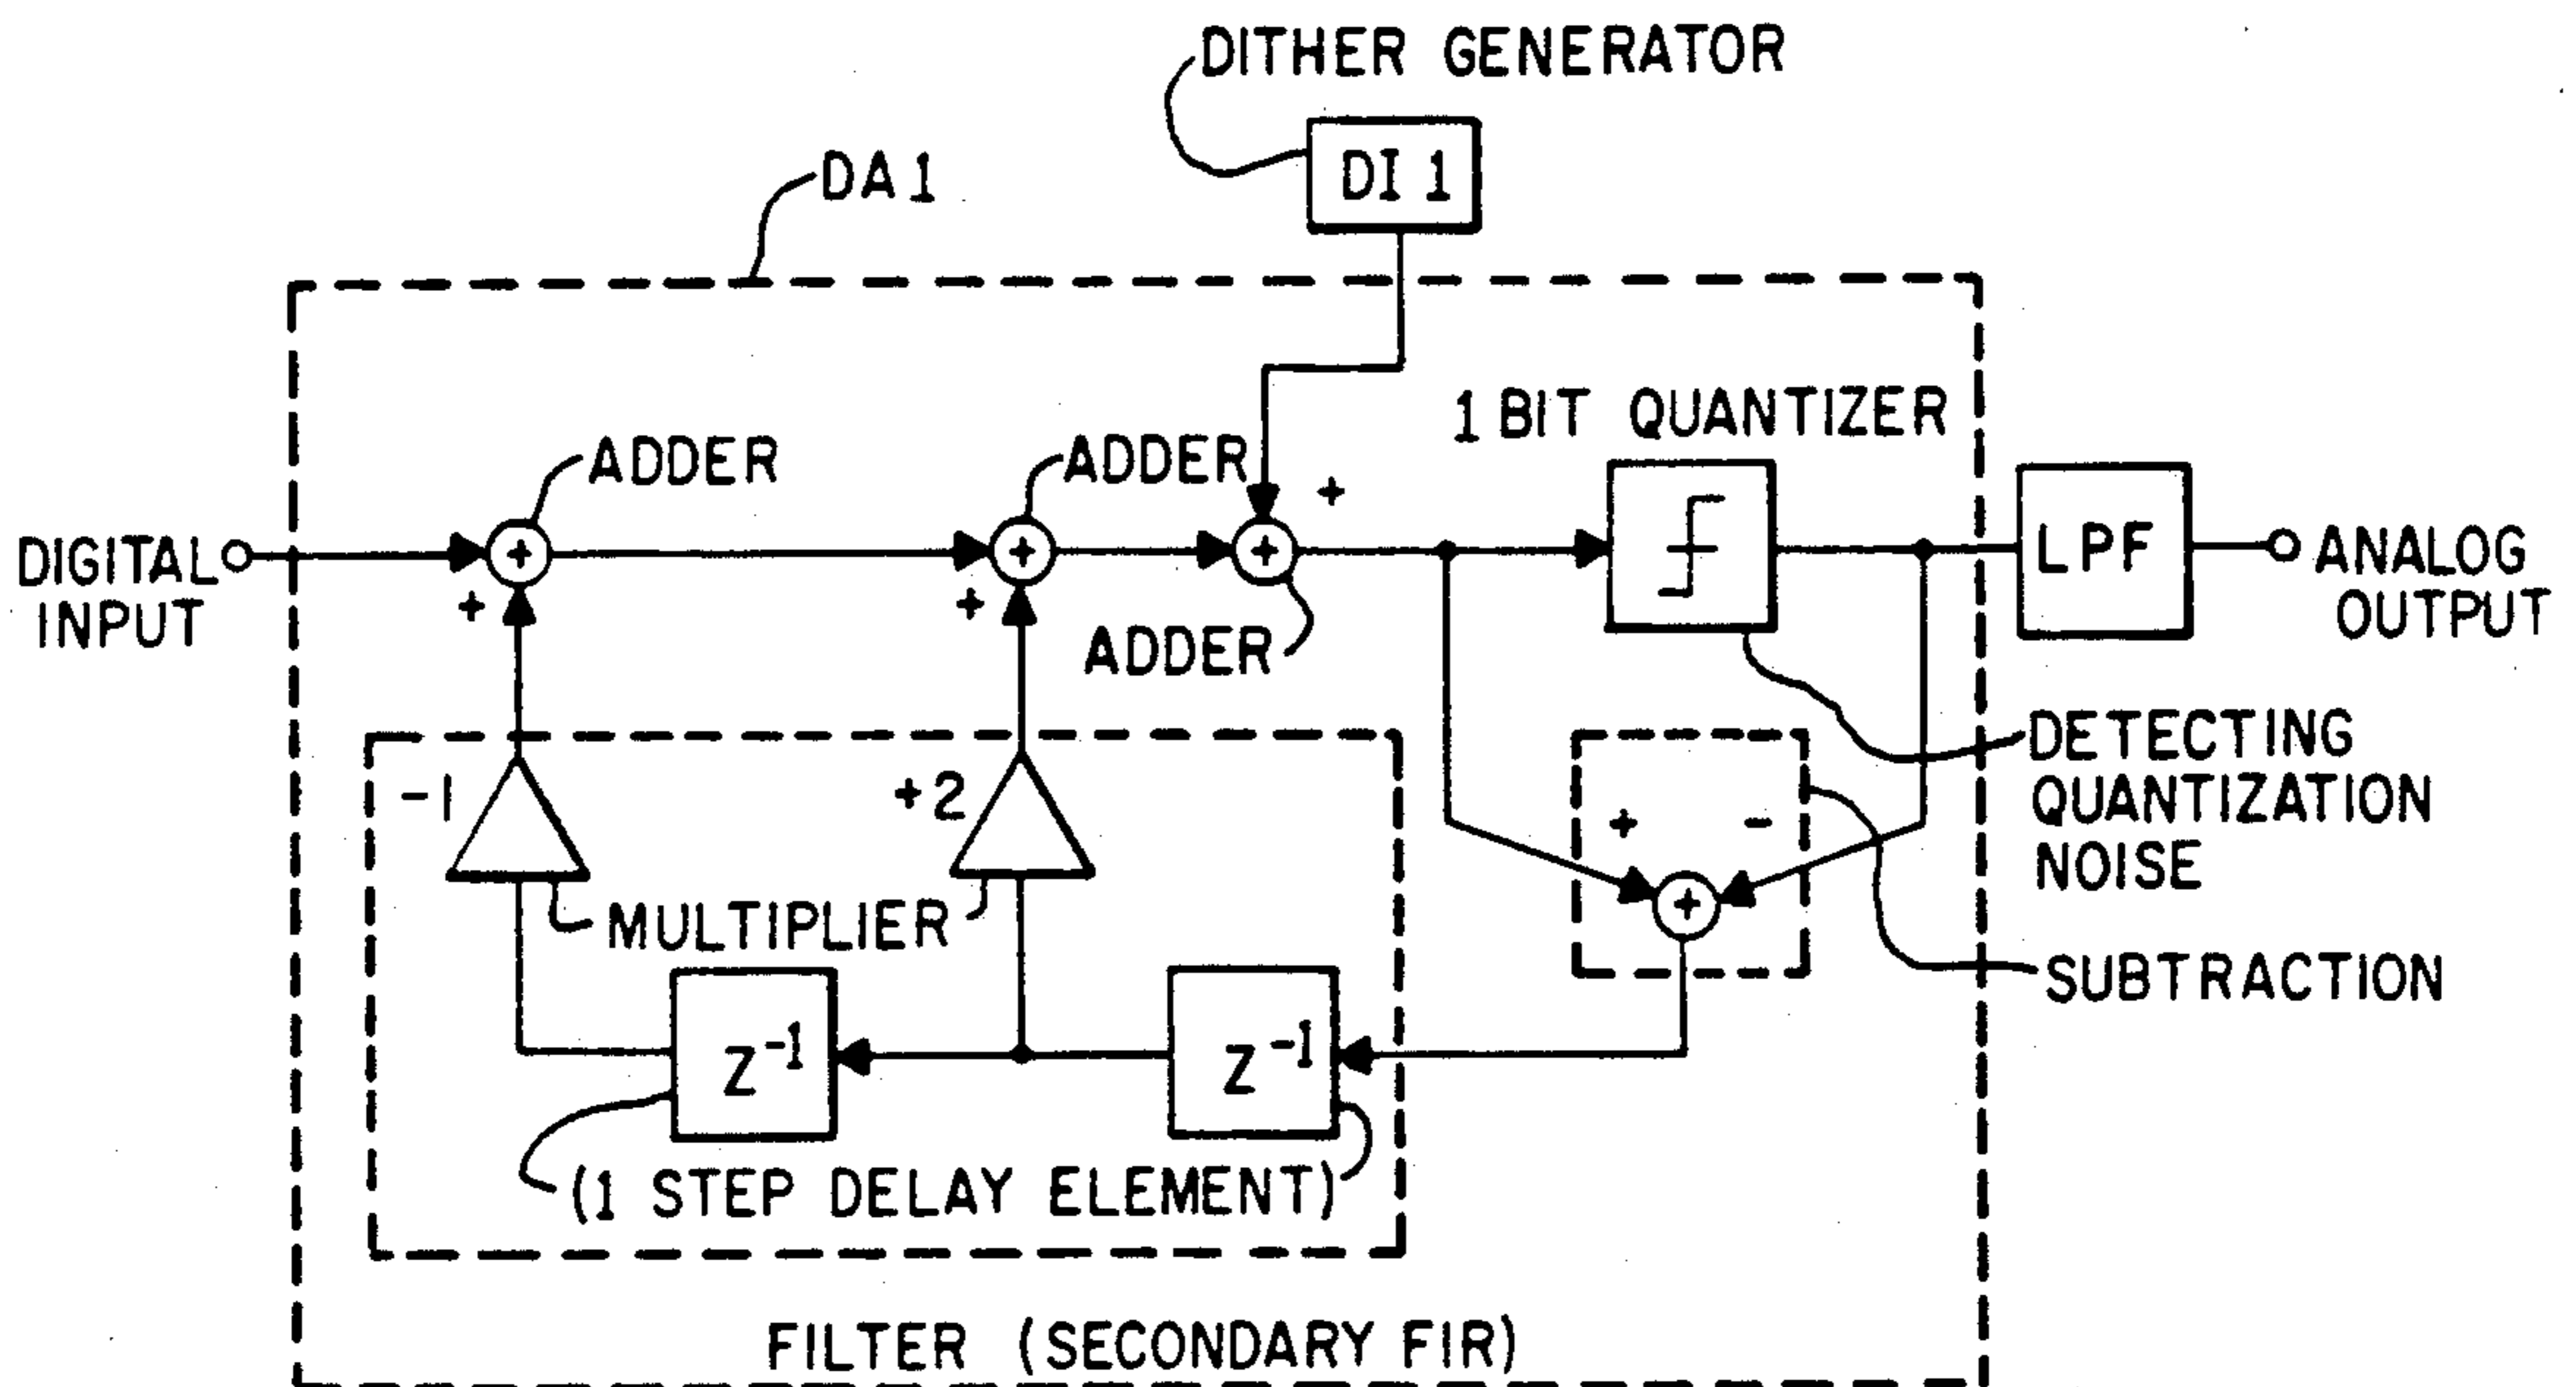 DITHER GENERATOR
DI 1
DA1
1 BIT QUANTIZER
ADDER
ADDER
+
DIGITAL
INPUT
+
+
+
LPF
ANALOG
OUTPUT
+
+
ADDER
DETECTING
QUANTIZATION
NOISE
-1
+2
+
-
+
MULTIPLIER
SUBTRACTION
Z-1
Z-1
(1 STEP DELAY ELEMENT)
FILTER (SECONDARY FIR)